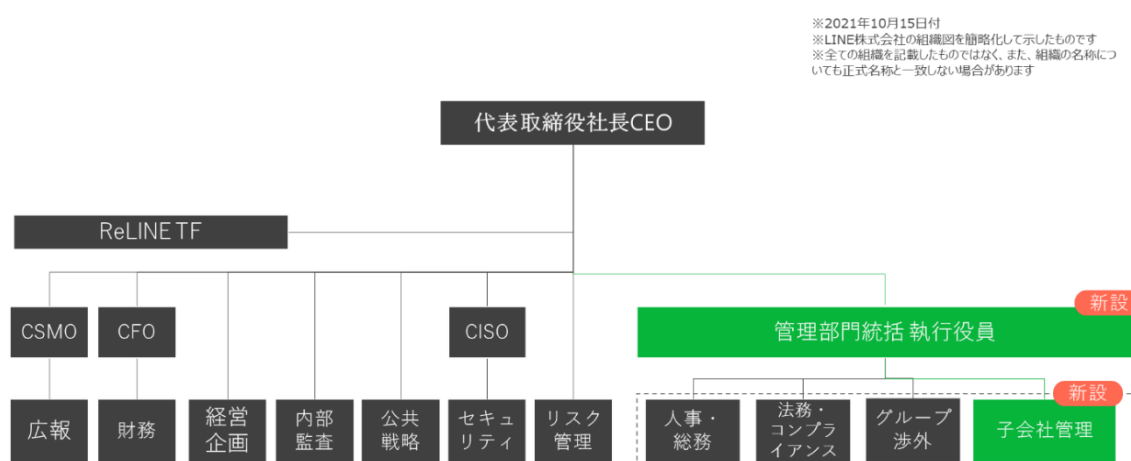 ※2021年10月15日付
※LINE株式会社の組織図を簡略化して示したものです
※全ての組織を記載したものではなく、また、組織の名称につ
いても正式名称と一致しない場合があります
代表取締役社長CEO
ReLINE TF
新設
CSMO
CFO
CISO
管理部門統括 執行役員
新設
広報
財務
経営
企画
内部
監査
公共
戦略
セキュ
リティ
リスク
管理
人事・
総務
法務・
コンプラ
イアンス
グループ
渉外
子会社管理